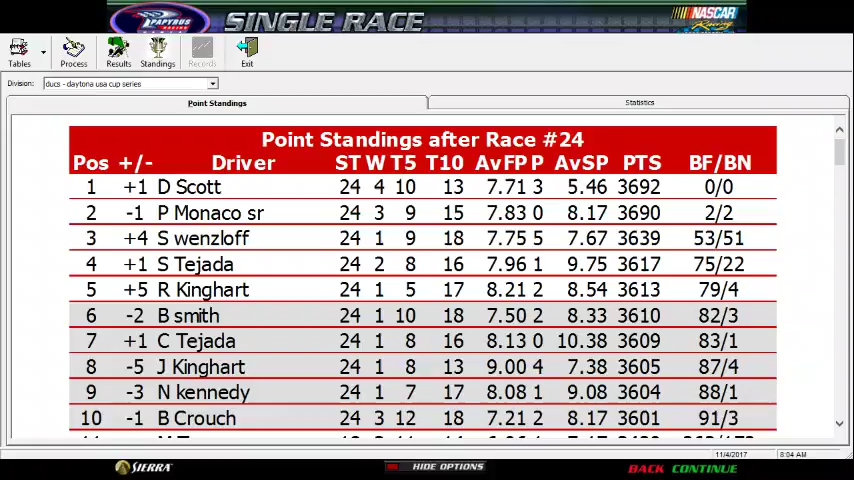 PAPYRUS
RACING
SINGLE RACE
NASCAR
RACING
Tables Process Results Standings Records Exit
Division: ducs - daytona usa cup series
Point Standings Statistics
Point Standings after Race #24
Pos +/- Driver ST W T5 T10 AvFP P AvSP PTS BF/BN
1 +1 D Scott 24 4 10 13 7.71 3 5.46 3692 0/0
2 -1 P Monaco sr 24 3 9 15 7.83 0 8.17 3690 2/2
3 +4 S wenzloff 24 1 9 18 7.75 5 7.67 3639 53/51
4 +1 S Tejada 24 2 8 16 7.96 1 9.75 3617 75/22
5 +5 R Kinghart 24 1 5 17 8.21 2 8.54 3613 79/4
6 -2 B smith 24 1 10 18 7.50 2 8.33 3610 82/3
7 +1 C Tejada 24 1 8 16 8.13 0 10.38 3609 83/1
8 -5 J Kinghart 24 1 8 13 9.00 4 7.38 3605 87/4
9 -3 N kennedy 24 1 7 17 8.08 1 9.08 3604 88/1
10 -1 B Crouch 24 3 12 18 7.21 2 8.17 3601 91/3
11/4/2017 8:04 AM
SIERRA HIDE OPTIONS BACK CONTINUE